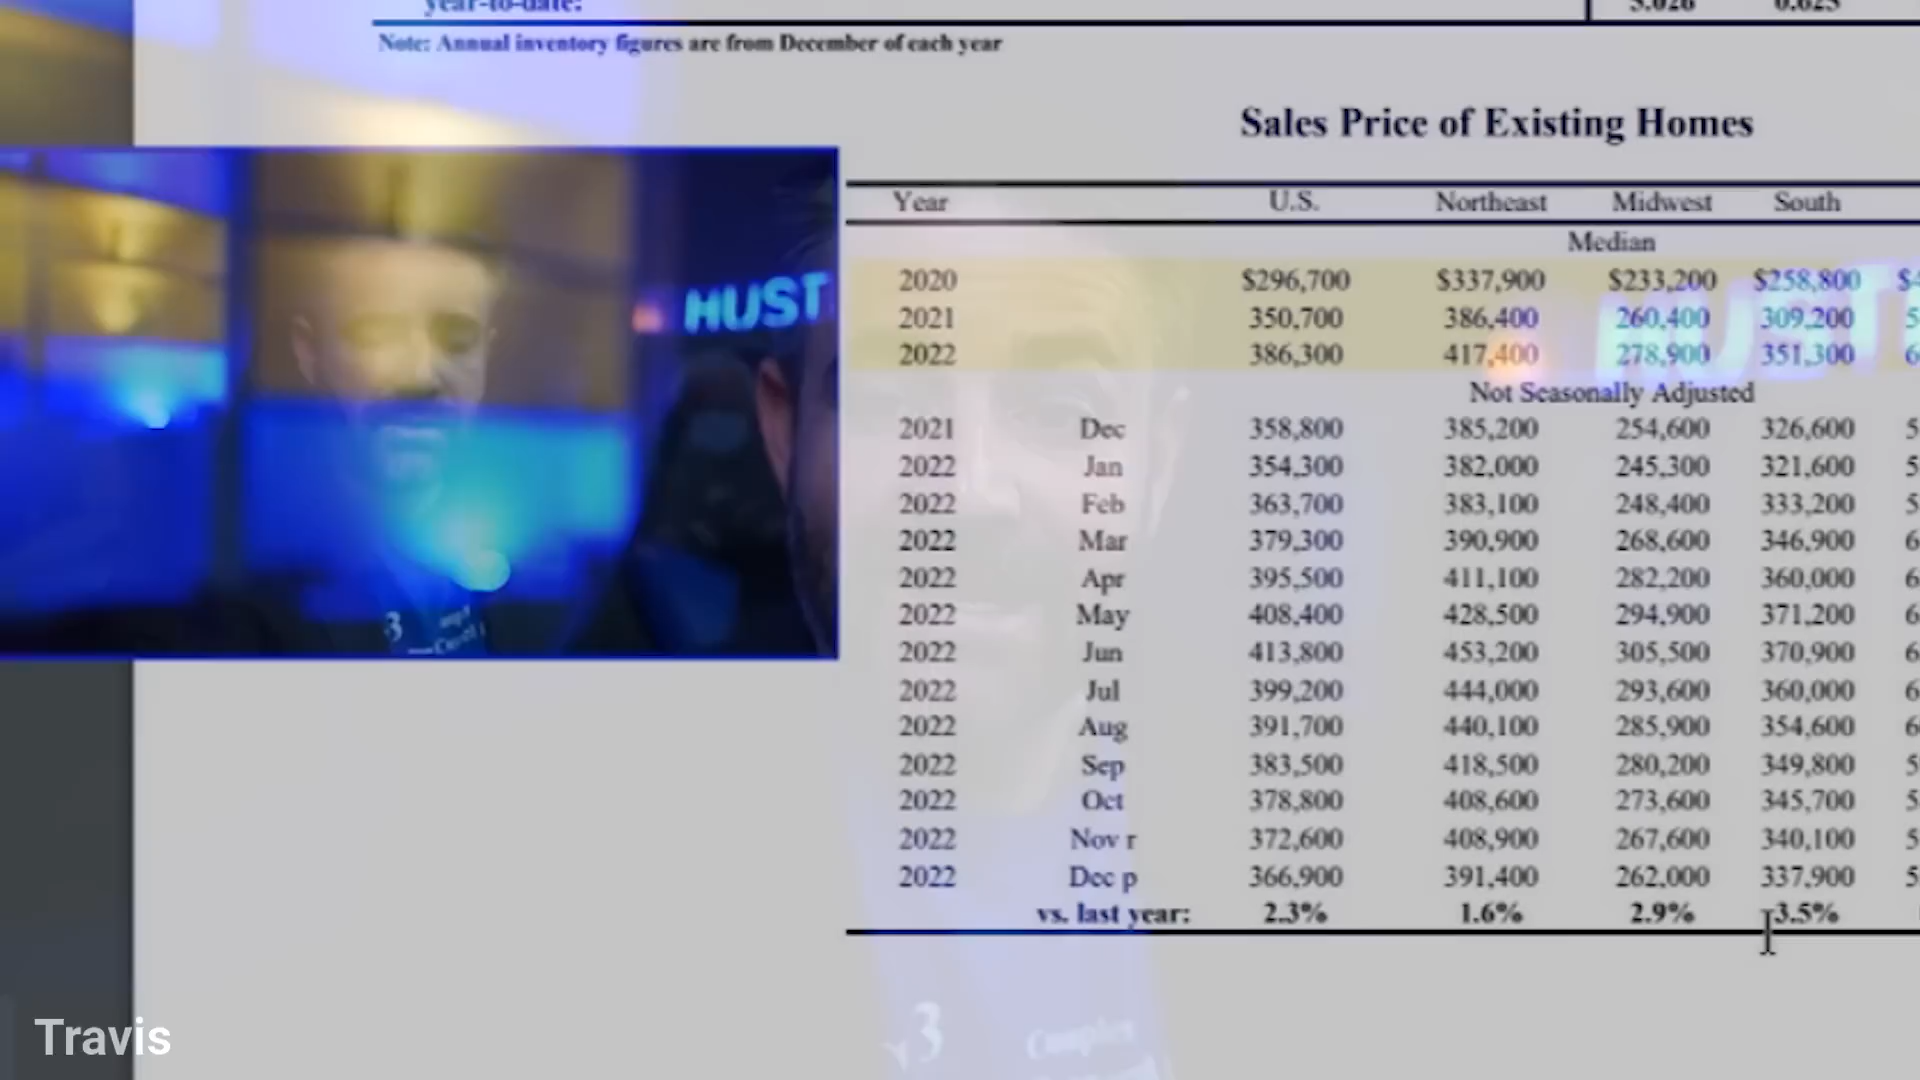 year-to-date: 5.028 0.625
Note: Annual inventory figures are from December of each year
Sales Price of Existing Homes
Year U.S. Northeast Midwest South
Median
2020 $296,700 $337,900 $233,200 $258,800
2021 350,700 386,400 260,400 309,200
2022 386,300 417,400 278,900 351,300
Not Seasonally Adjusted
2021 Dec 358,800 385,200 254,600 326,600
2022 Jan 354,300 382,000 245,300 321,600
2022 Feb 363,700 383,100 248,400 333,200
2022 Mar 379,300 390,900 268,600 346,900
2022 Apr 395,500 411,100 282,200 360,000
2022 May 408,400 428,500 294,900 371,200
2022 Jun 413,800 453,200 305,500 370,900
2022 Jul 399,200 444,000 293,600 360,000
2022 Aug 391,700 440,100 285,900 354,600
2022 Sep 383,500 418,500 280,200 349,800
2022 Oct 378,800 408,600 273,600 345,700
2022 Nov r 372,600 408,900 267,600 340,100
2022 Dec p 366,900 391,400 262,000 337,900
vs. last year: 2.3% 1.6% 2.9% 3.5%
HUST
HUST
3
3
Travis